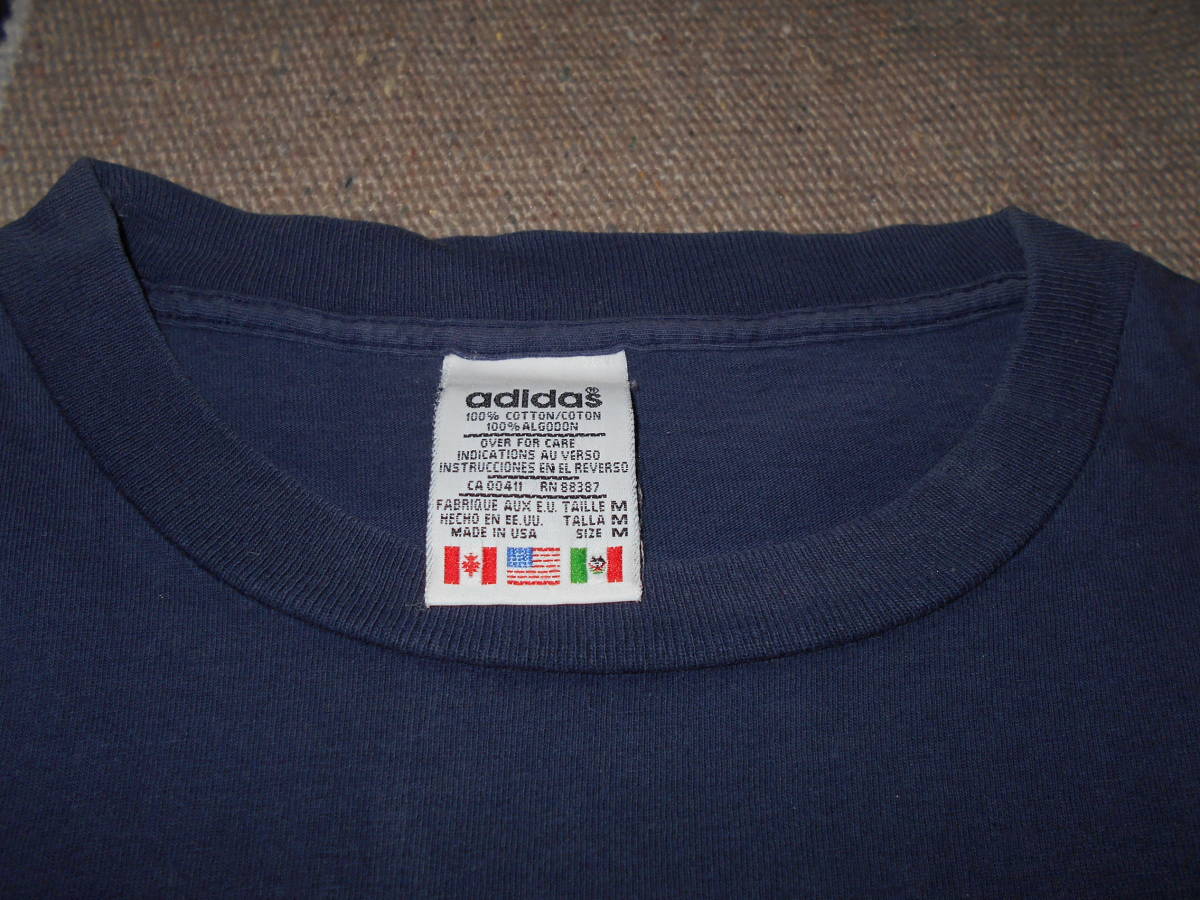 adidas®
100% COTTON/COTON
100% ALGODON
OVER FOR CARE
INDICATIONS AU VERSO
INSTRUCCIONES EN EL REVERSO
CA 00411 RN 88387
FABRIQUE AUX E.U. TAILLE M
HECHO EN EE.UU. TALLA M
MADE IN USA SIZE M